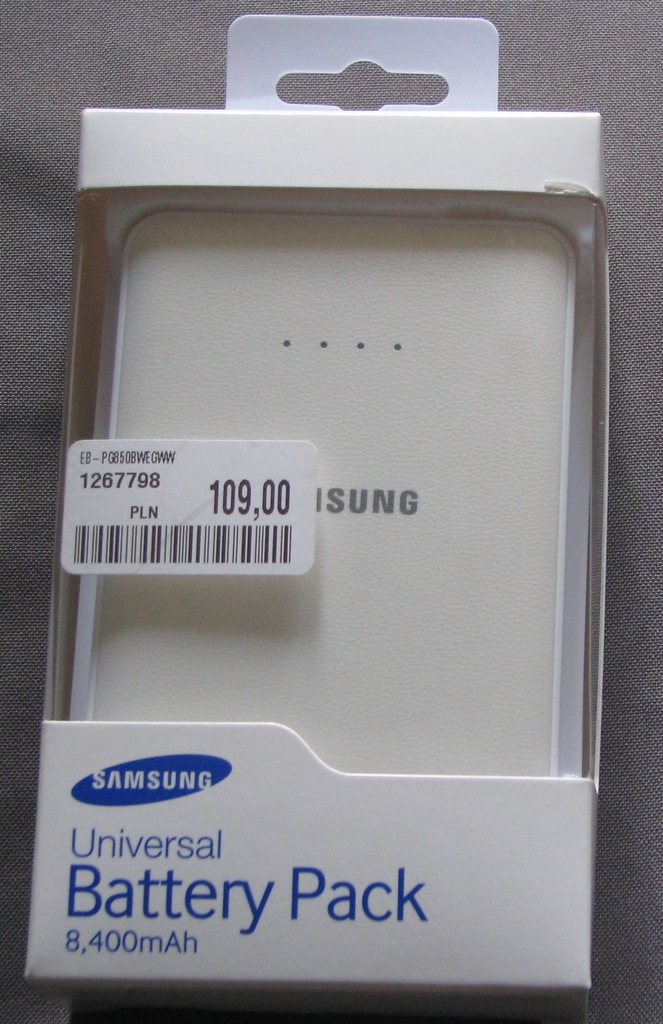 EB-PG850BWEGWW
1267798
109,00
PLN
SUNG
SAMSUNG
Universal
Battery Pack
8,400mAh